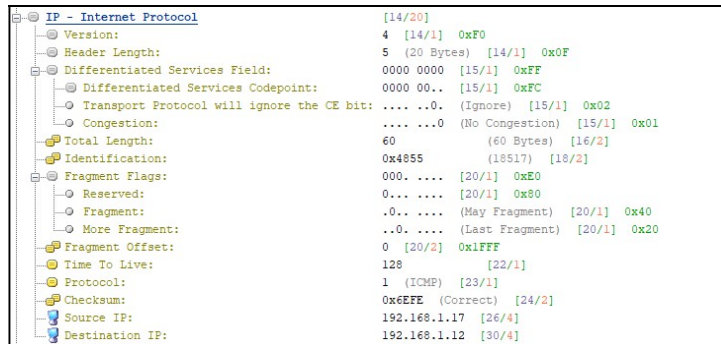 IP - Internet Protocol [14/20]
Version: 4 [14/1] 0xF0
Header Length: 5 (20 Bytes) [14/1] 0x0F
Differentiated Services Field: 0000 0000 [15/1] 0xFF
Differentiated Services Codepoint: 0000 00.. [15/1] 0xFC
Transport Protocol will ignore the CE bit: .... ..0. (Ignore) [15/1] 0x02
Congestion: .... ...0 (No Congestion) [15/1] 0x01
Total Length: 60 (60 Bytes) [16/2]
Identification: 0x4855 (18517) [18/2]
Fragment Flags: 000. .... [20/1] 0xE0
Reserved: 0... .... [20/1] 0x80
Fragment: .0.. .... (May Fragment) [20/1] 0x40
More Fragment: ..0. .... (Last Fragment) [20/1] 0x20
Fragment Offset: 0 [20/2] 0x1FFF
Time To Live: 128 [22/1]
Protocol: 1 (ICMP) [23/1]
Checksum: 0x6EFE (Correct) [24/2]
Source IP: 192.168.1.17 [26/4]
Destination IP: 192.168.1.12 [30/4]